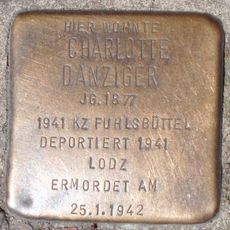 HIER WOHNTE
CHARLOTTE
DANZIGER
JG. 1877
1941 KZ FUHLSBÜTTEL
DEPORTIERT 1941
LODZ
ERMORDET AM
25.1.1942